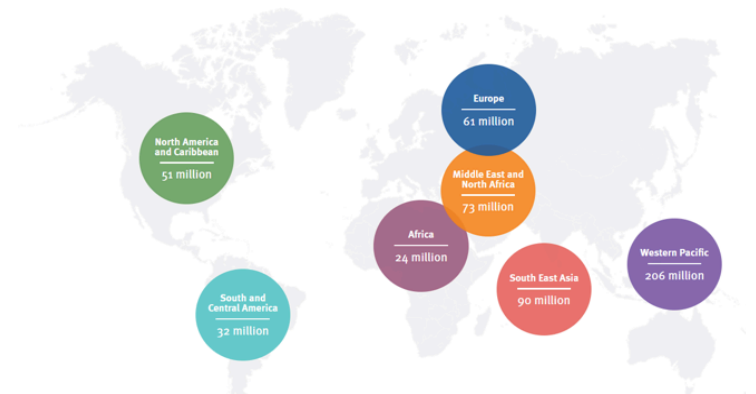 Europe
61 million
North America
and Caribbean
51 million
Middle East and
North Africa
73 million
Africa
24 million
Western Pacific
206 million
South East Asia
90 million
South and
Central America
32 million